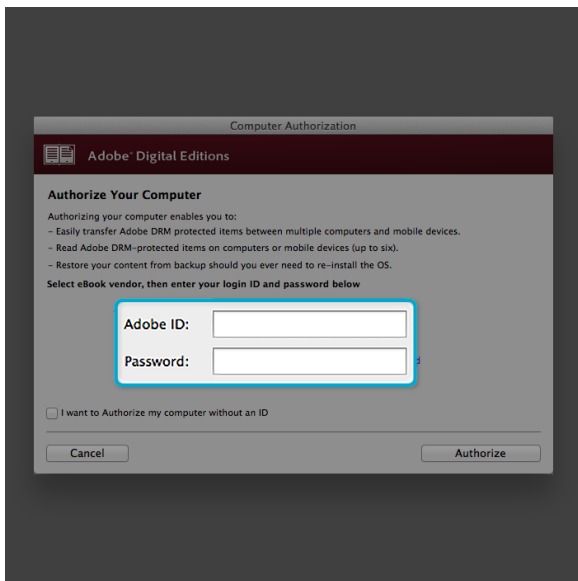 Computer Authorization
Adobe® Digital Editions
Authorize Your Computer
Authorizing your computer enables you to:
– Easily transfer Adobe DRM protected items between multiple computers and mobile devices.
– Read Adobe DRM-protected items on computers or mobile devices (up to six).
– Restore your content from backup should you ever need to re-install the OS.
Select eBook vendor, then enter your login ID and password below
Adobe ID:
Password:
I want to Authorize my computer without an ID
Cancel
Authorize